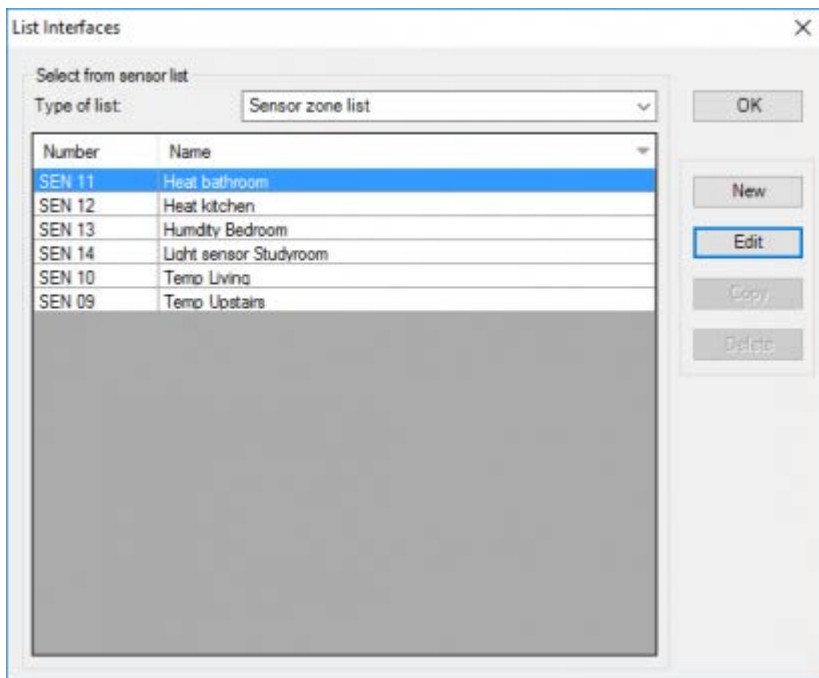 List Interfaces
Select from sensor list
Type of list:
Sensor zone list
OK
Number Name
SEN 11 Heat bathroom
SEN 12 Heat kitchen
SEN 13 Humdity Bedroom
SEN 14 Light sensor Studyroom
SEN 10 Temp Living
SEN 09 Temp Upstairs
New
Edit
Copy
Delete